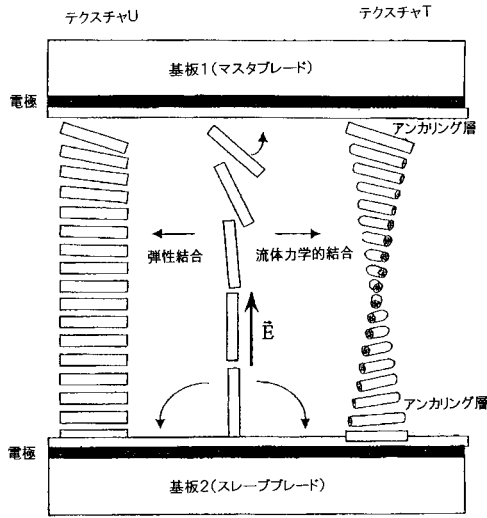 テクスチャU
テクスチャT
基板1(マスタブレード)
電極
アンカリング層
弾性結合
流体力学的結合
E
アンカリング層
電極
基板2(スレーブブレード)